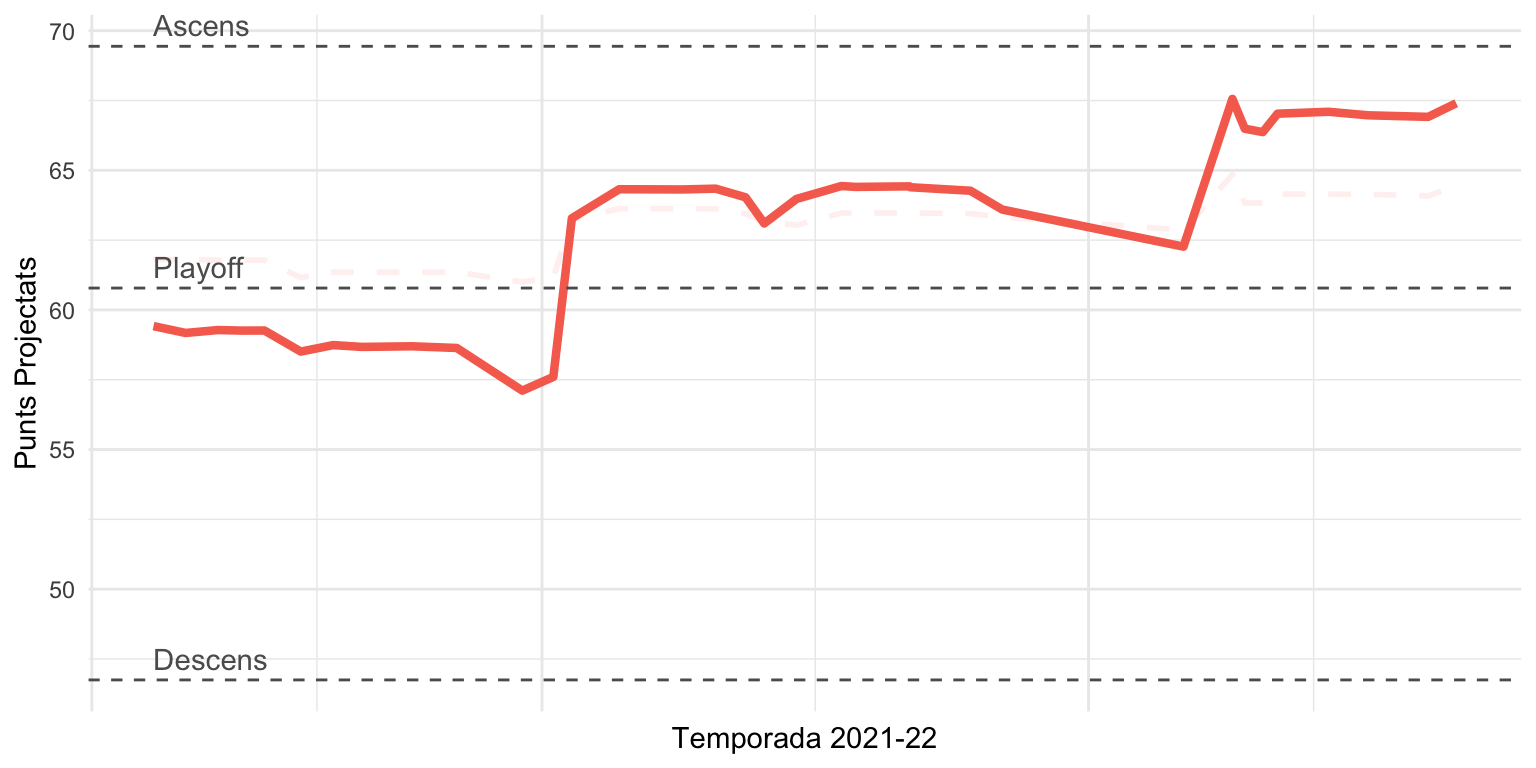 70
Ascens
65
Playoff
60
Punts Projectats
55
50
Descens
Temporada 2021-22